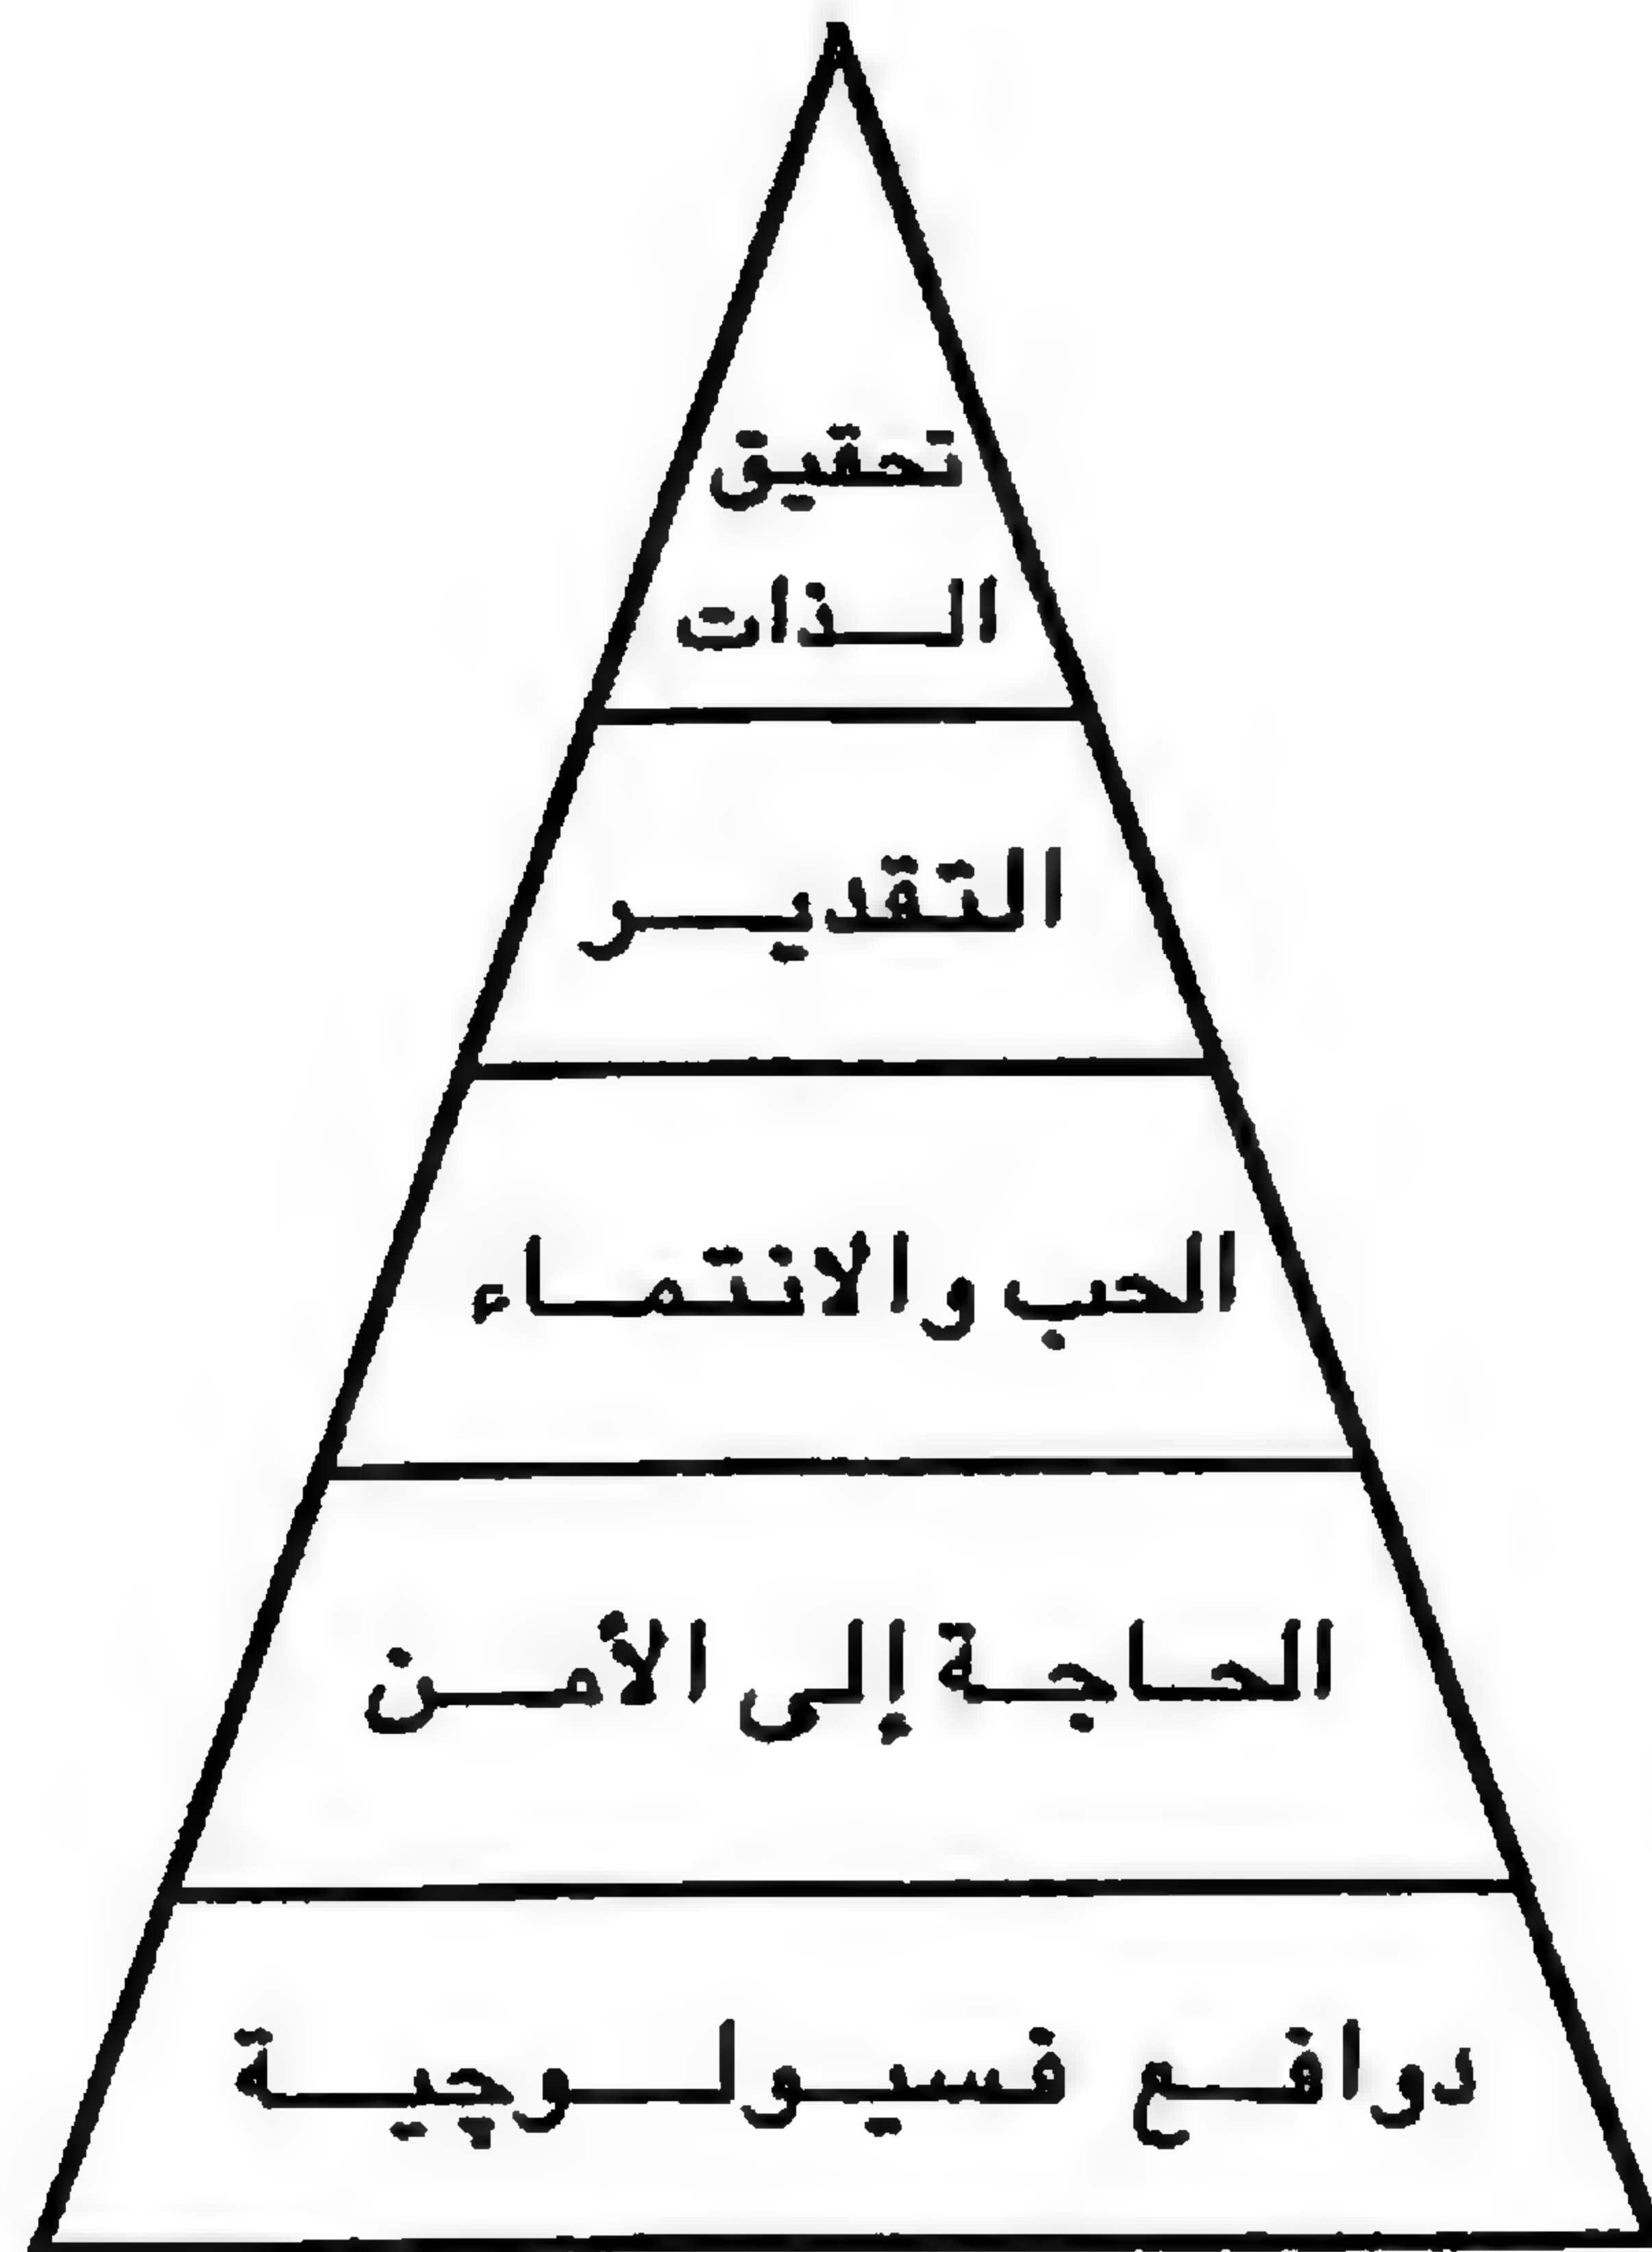 تحقيق
الذات
التقدير
الحب والانتماء
الحاجة إلى الأمن
دوافع فسيولوجية